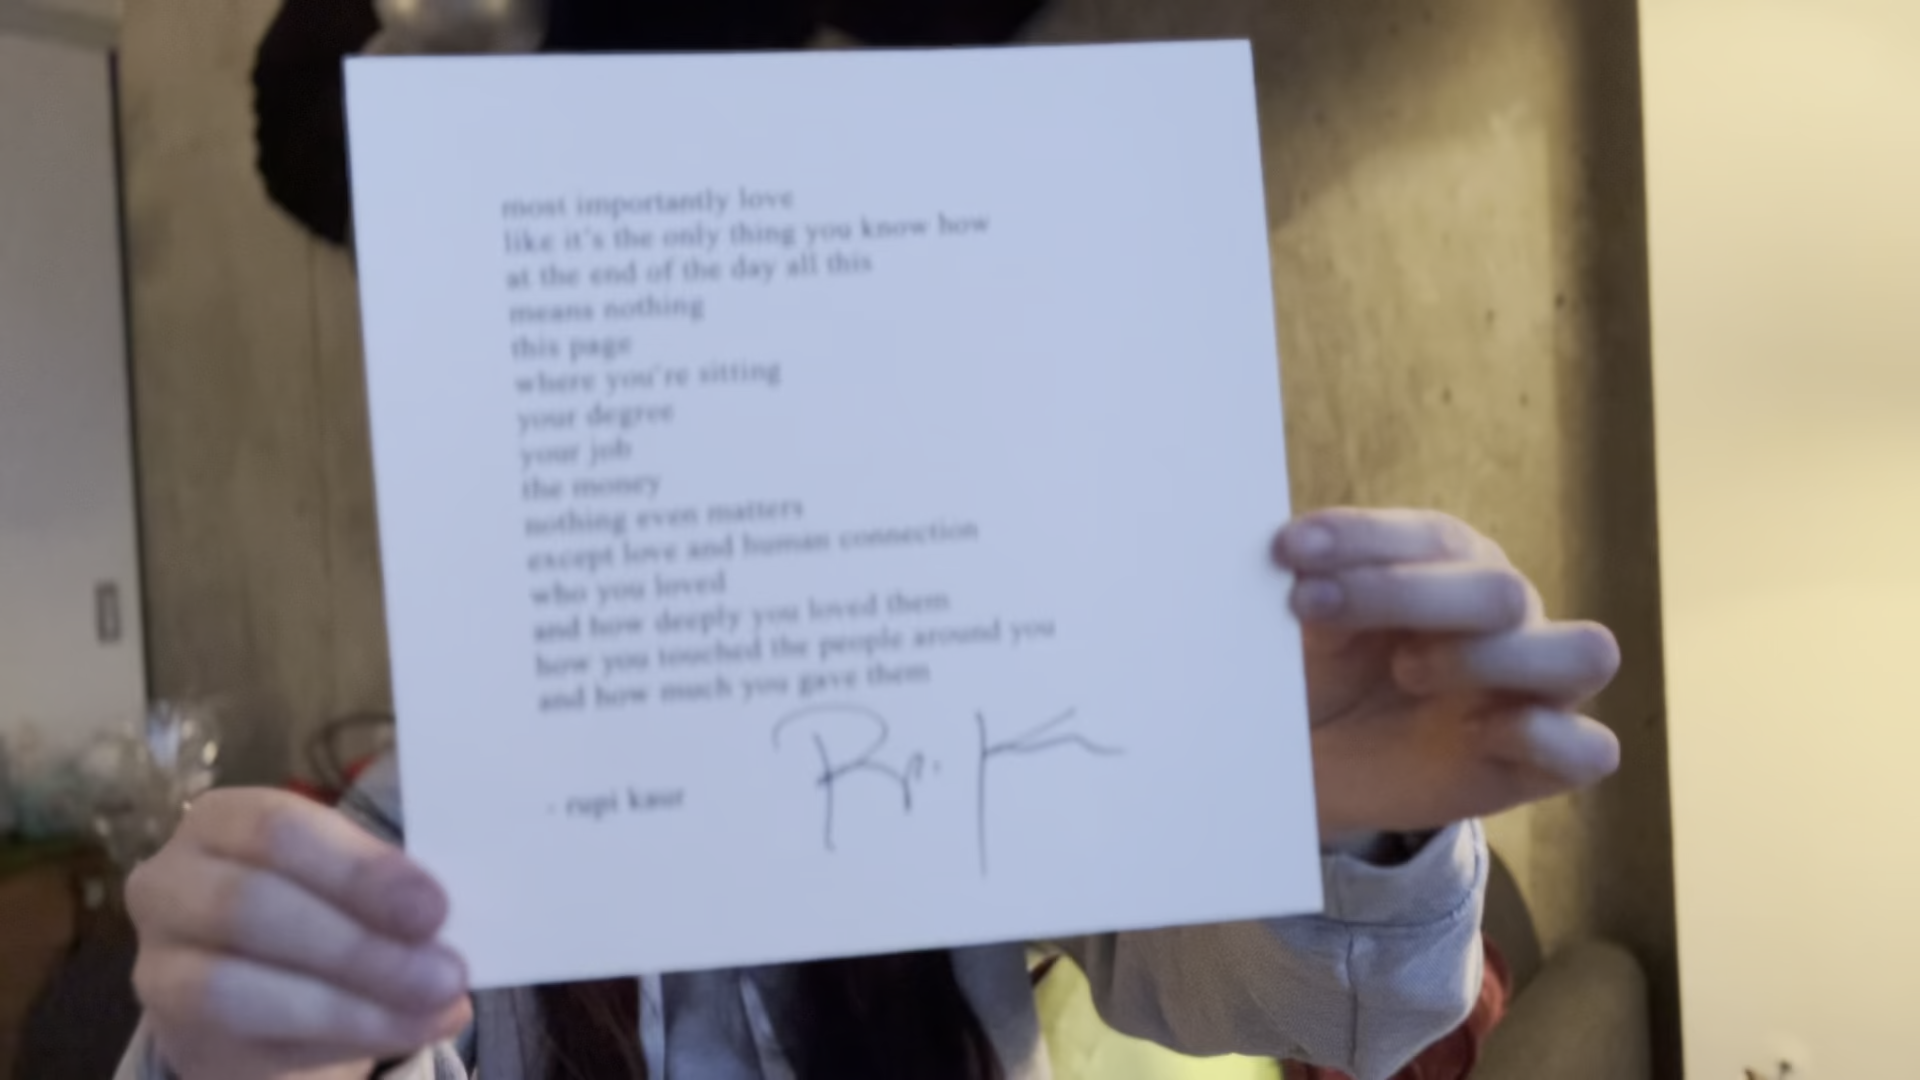 most importantly love
like it's the only thing you know how
at the end of the day all this
means nothing
this page
where you're sitting
your degree
your job
the money
nothing even matters
except love and human connection
who you loved
and how deeply you loved them
how you touched the people around you
and how much you gave them
- rupi kaur